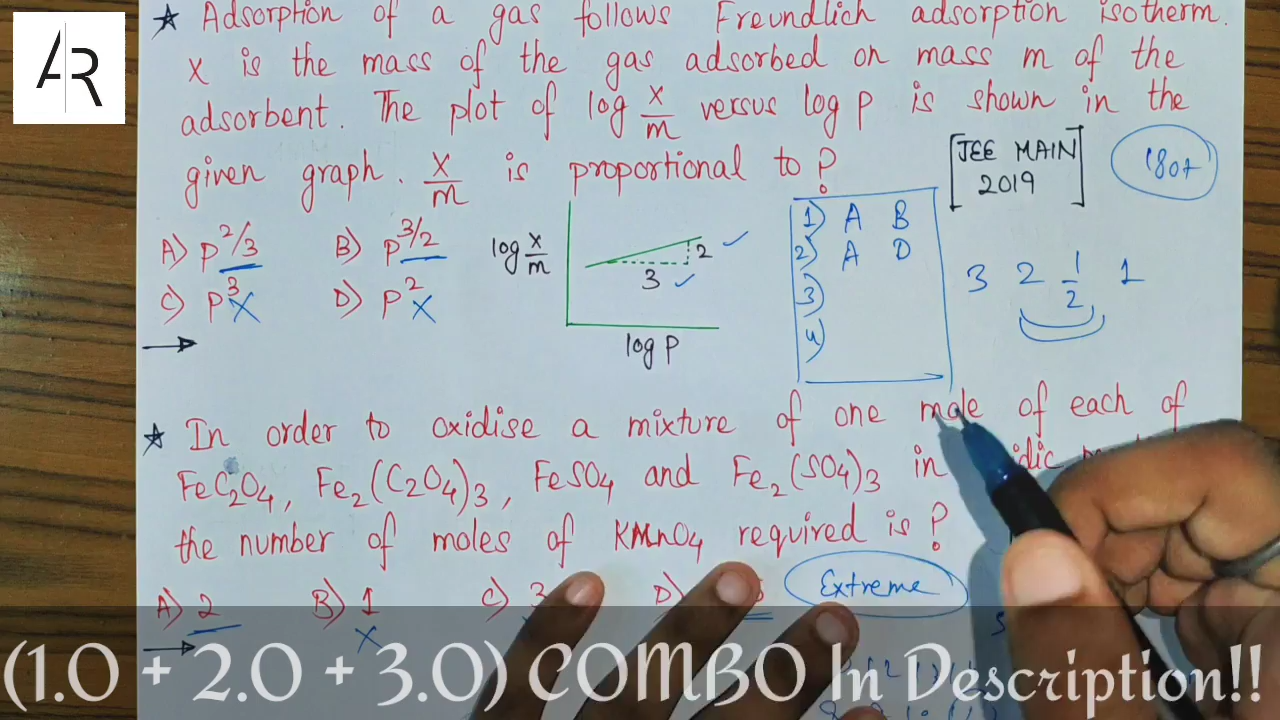 AR
★ Adsorption of a gas follows Freundlich adsorption isotherm.
x is the mass of the gas adsorbed on mass m of the
adsorbent. The plot of log x/m versus log p is shown in the
given graph. x/m is proportional to ?
[JEE MAIN
2019]
180+
A) p^2/3 B) p^3/2
C) p^3 X D) p^2 X
log x/m
2 ✓
3 ✓
log P
1) A B
2) A D
3)
4)
3 2 1/2 1
★ In order to oxidise a mixture of one mole of each of
FeC2O4, Fe2(C2O4)3, FeSO4 and Fe2(SO4)3 in
the number of moles of KMnO4 required is ?
A) 2 B) 1 C) 3 D)
X
Extreme
(1.0 + 2.0 + 3.0) COMBO In Description!!